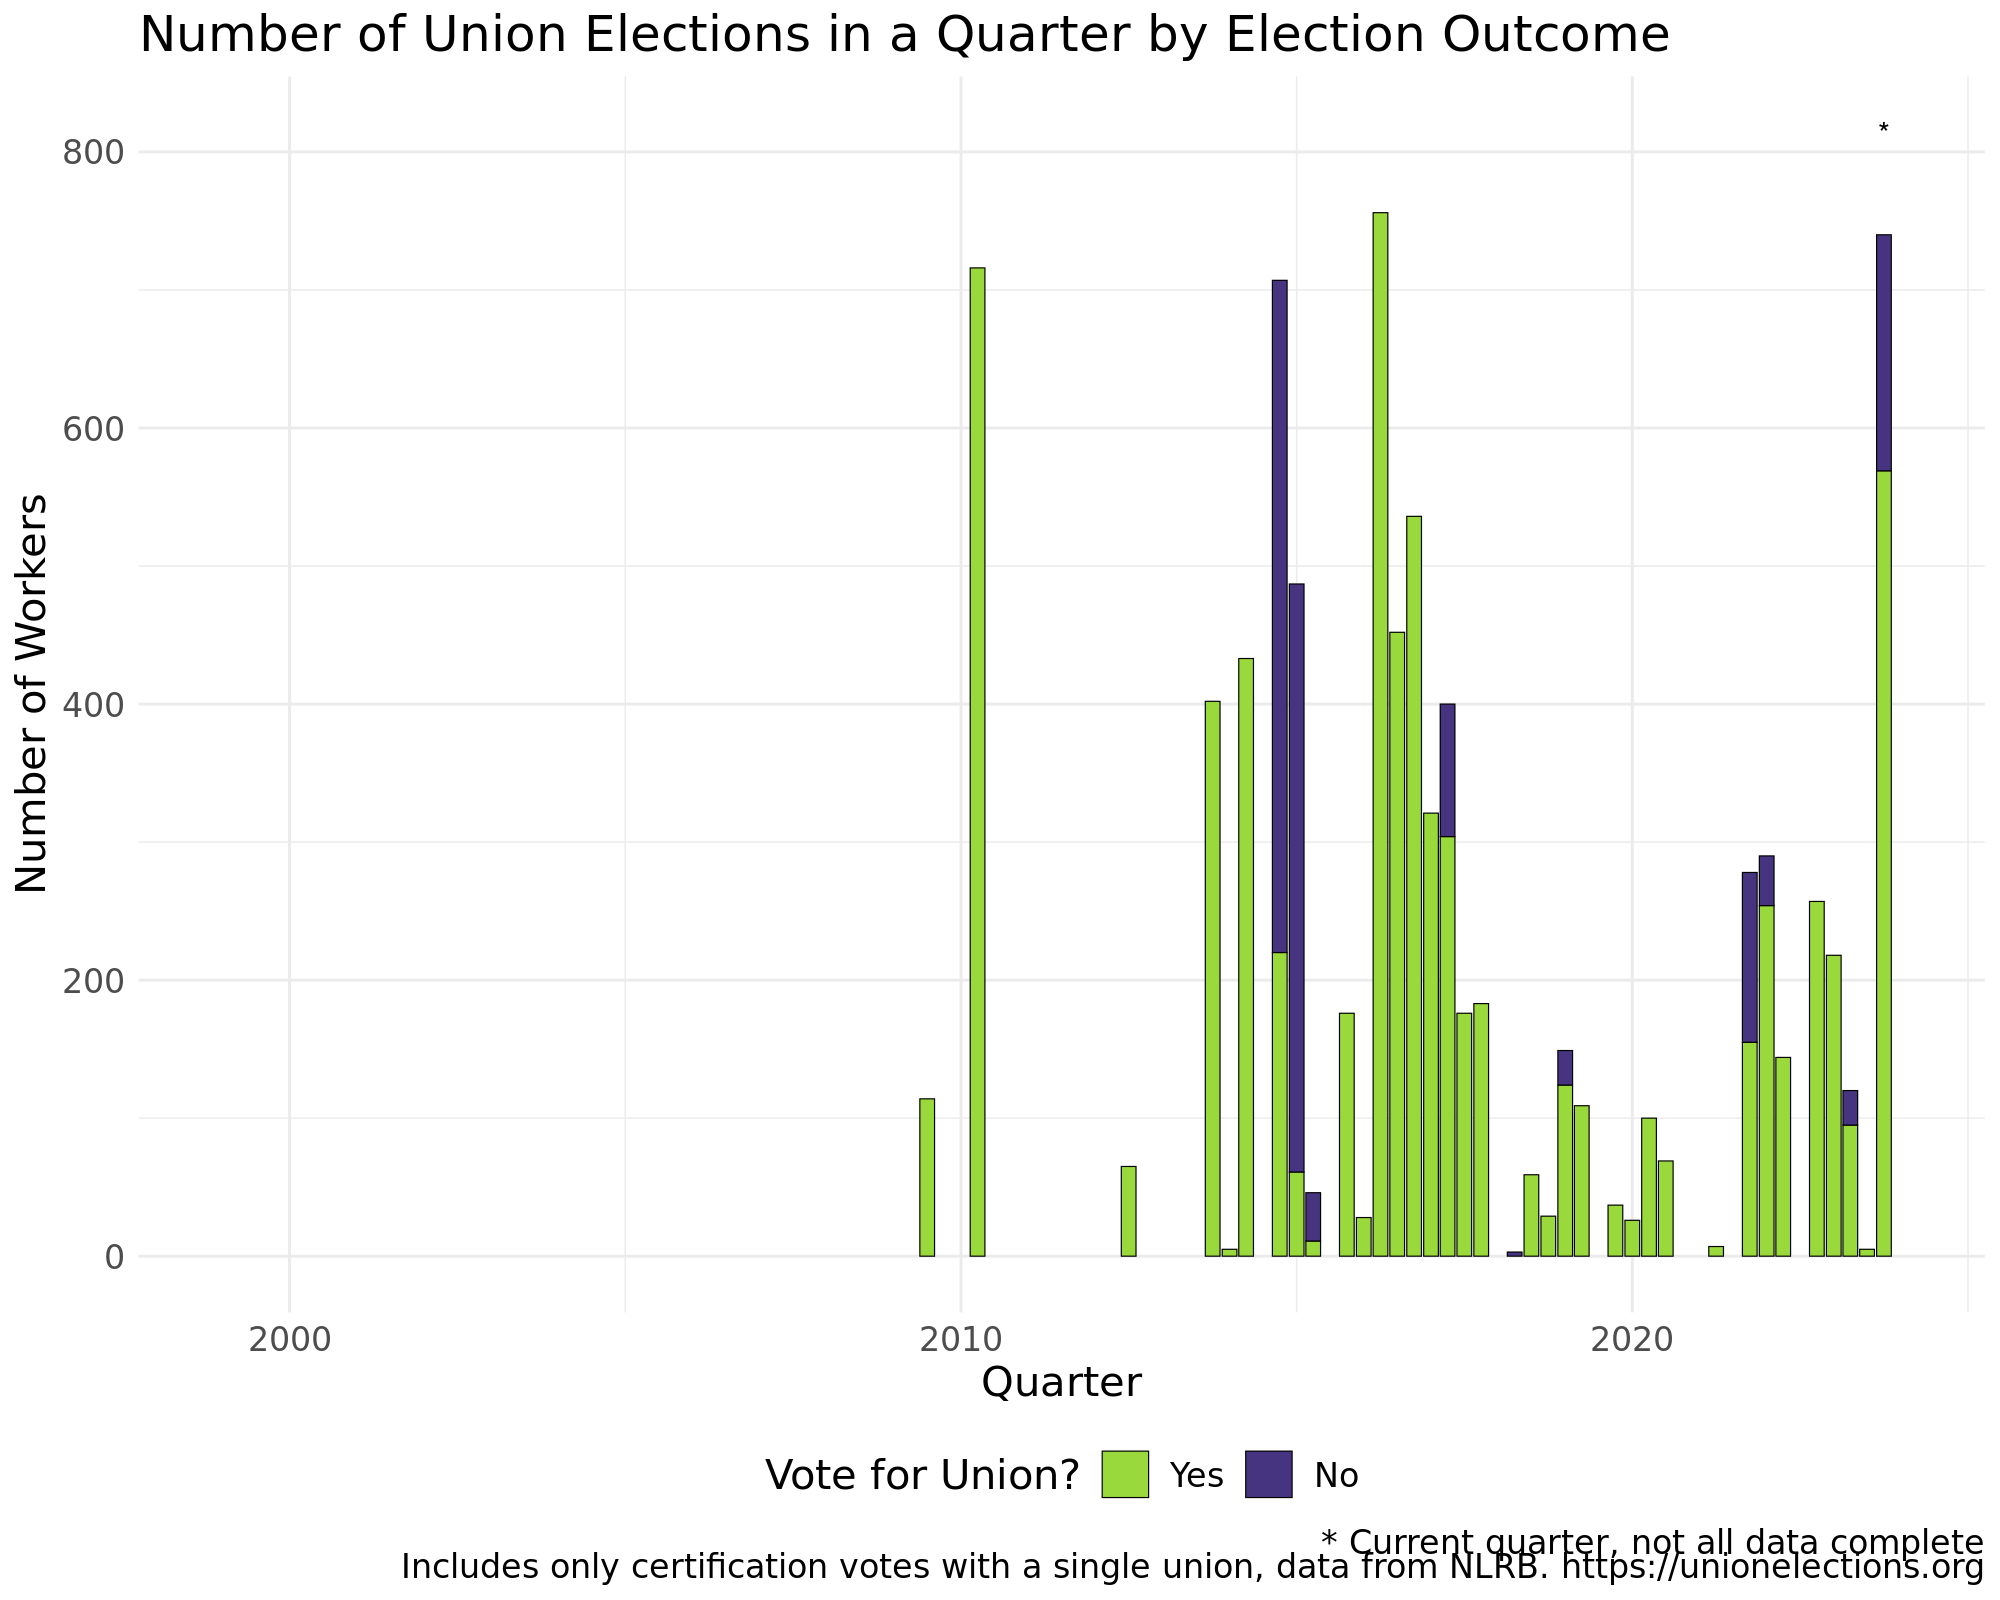 Number of Union Elections in a Quarter by Election Outcome
*
800
600
400
200
0
Number of Workers
2000 2010 2020
Quarter
Vote for Union? Yes No
* Current quarter, not all data complete
Includes only certification votes with a single union, data from NLRB. https://unionelections.org